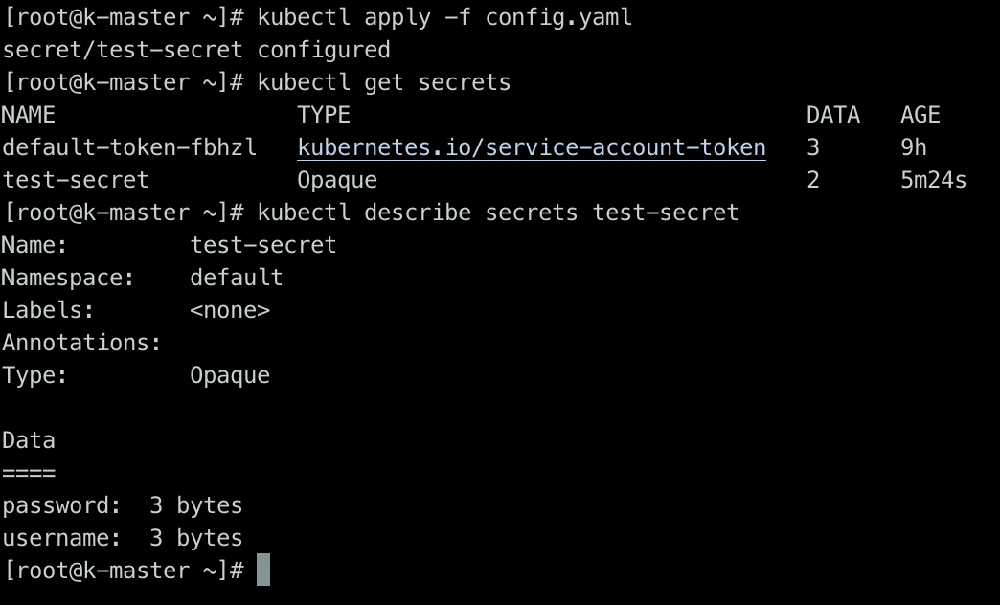 [root@k-master ~]# kubectl apply -f config.yaml
secret/test-secret configured
[root@k-master ~]# kubectl get secrets
NAME                  TYPE                                  DATA   AGE
default-token-fbhzl   kubernetes.io/service-account-token   3      9h
test-secret           Opaque                                2      5m24s
[root@k-master ~]# kubectl describe secrets test-secret
Name:         test-secret
Namespace:    default
Labels:       <none>
Annotations:
Type:         Opaque

Data
====
password:  3 bytes
username:  3 bytes
[root@k-master ~]#